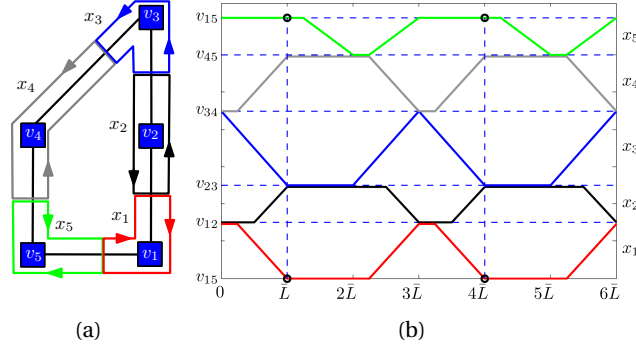 x₃
v₃
x₄
x₂
v₄
v₂
x₅
x₁
v₅
v₁
(a)
v₁₅
x₅
v₄₅
x₄
v₃₄
x₃
v₂₃
x₂
v₁₂
x₁
v₁₅
0 L̄ 2L̄ 3L̄ 4L̄ 5L̄ 6L̄
(b)